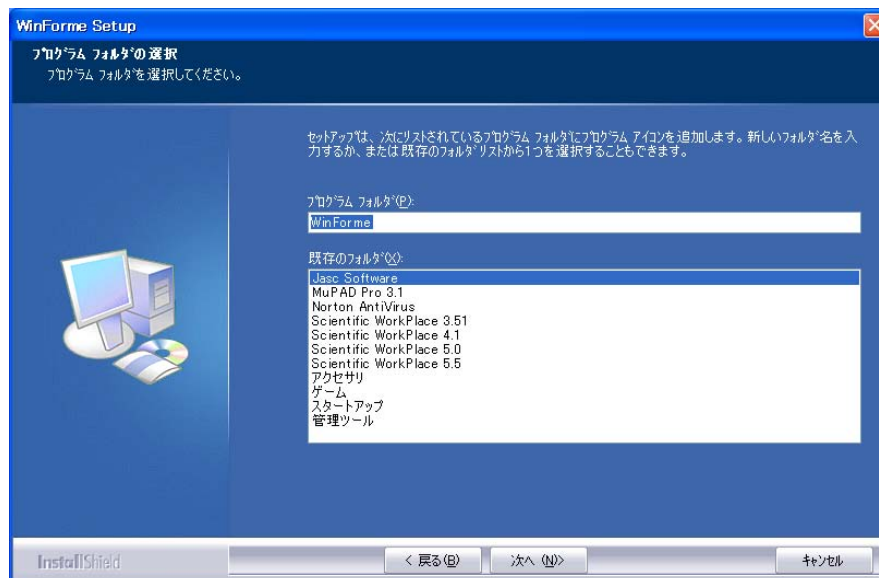 WinForme Setup
ﾌﾟﾛｸﾞﾗﾑ ﾌｫﾙﾀﾞの選択
ﾌﾟﾛｸﾞﾗﾑ ﾌｫﾙﾀﾞを選択してください。
ｾｯﾄｱｯﾌﾟは、次にリストされているﾌﾟﾛｸﾞﾗﾑ ﾌｫﾙﾀﾞにﾌﾟﾛｸﾞﾗﾑ ｱｲｺﾝを追加します。新しいﾌｫﾙﾀﾞ名を入
力するか、または既存のﾌｫﾙﾀﾞﾘｽﾄから1つを選択することもできます。
ﾌﾟﾛｸﾞﾗﾑ ﾌｫﾙﾀﾞ(P):
WinForme
既存のﾌｫﾙﾀﾞ(X):
Jasc Software
MuPAD Pro 3.1
Norton AntiVirus
Scientific WorkPlace 3.51
Scientific WorkPlace 4.1
Scientific WorkPlace 5.0
Scientific WorkPlace 5.5
アクセサリ
ゲーム
スタートアップ
管理ツール
InstallShield
< 戻る(B)
次へ (N)>
ｷｬﾝｾﾙ